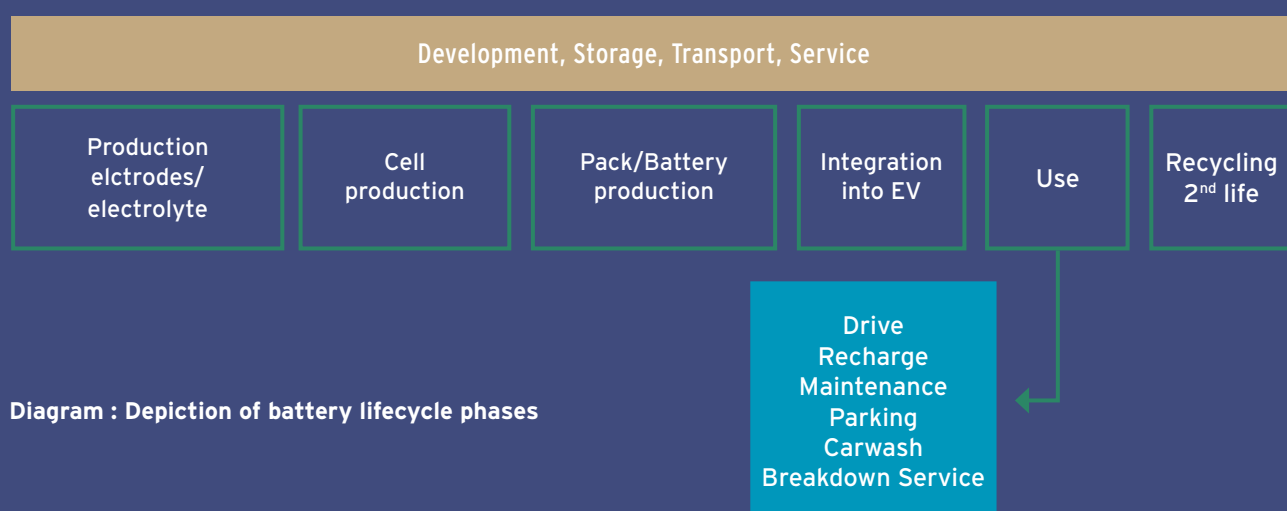 Development, Storage, Transport, Service
Production
elctrodes/
electrolyte
Cell
production
Pack/Battery
production
Integration
into EV
Use
Recycling
2nd life
Drive
Recharge
Maintenance
Parking
Carwash
Breakdown Service
Diagram : Depiction of battery lifecycle phases